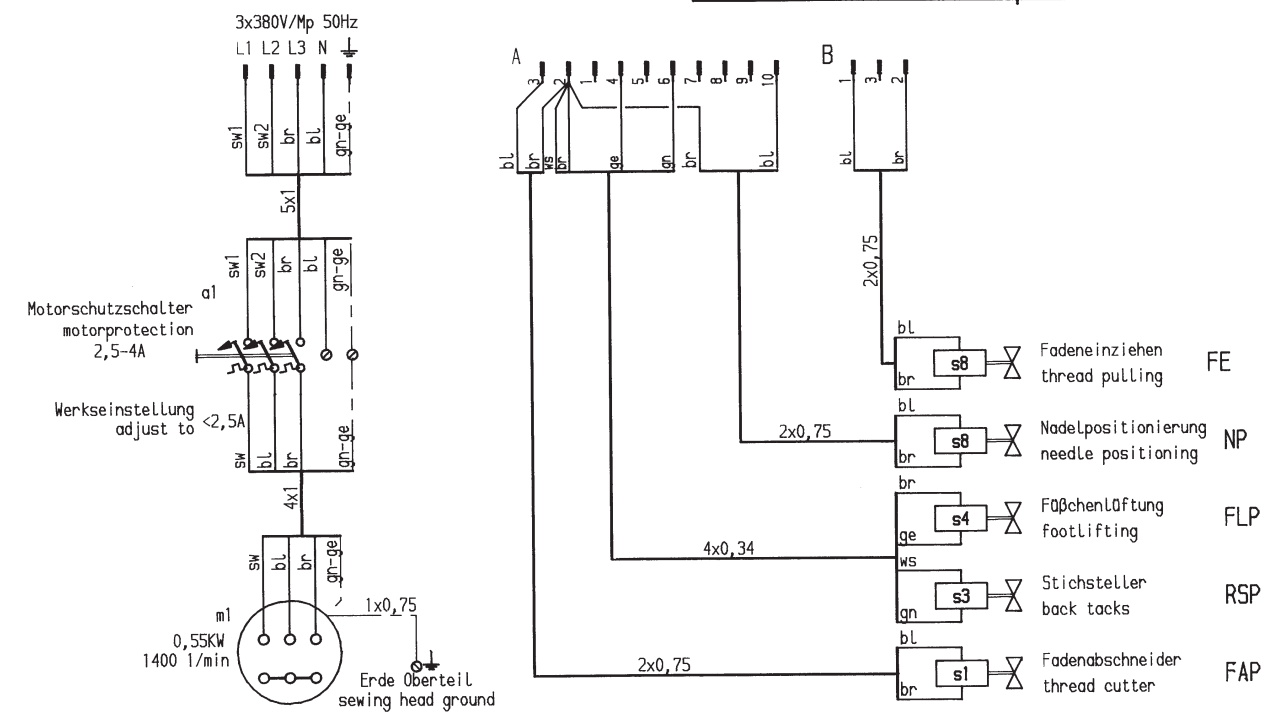 3x380V/Mp 50Hz
L1 L2 L3 N
sw1 sw2 br bl gn-ge
5x1
sw1 sw2 br bl gn-ge
a1
Motorschutzschalter
motorprotection
2,5-4A
Werkseinstellung
adjust to <2,5A
sw bl br gn-ge
4x1
sw bl br gn-ge
m1
0,55KW
1400 1/min
1x0,75
Erde Oberteil
sewing head ground
A
3 2 1 4 5 6 7 8 9 10
bl br ws br ge gn br bl
B
1 3 2
bl br
2x0,75
bl
s8
br
Fadeneinziehen
thread pulling
FE
2x0,75
bl
s8
br
Nadelpositionierung
needle positioning
NP
4x0,34
br
s4
ge
Füßchenlüftung
footlifting
FLP
ws
s3
gn
Stichsteller
back tacks
RSP
2x0,75
bl
s1
br
Fadenabschneider
thread cutter
FAP